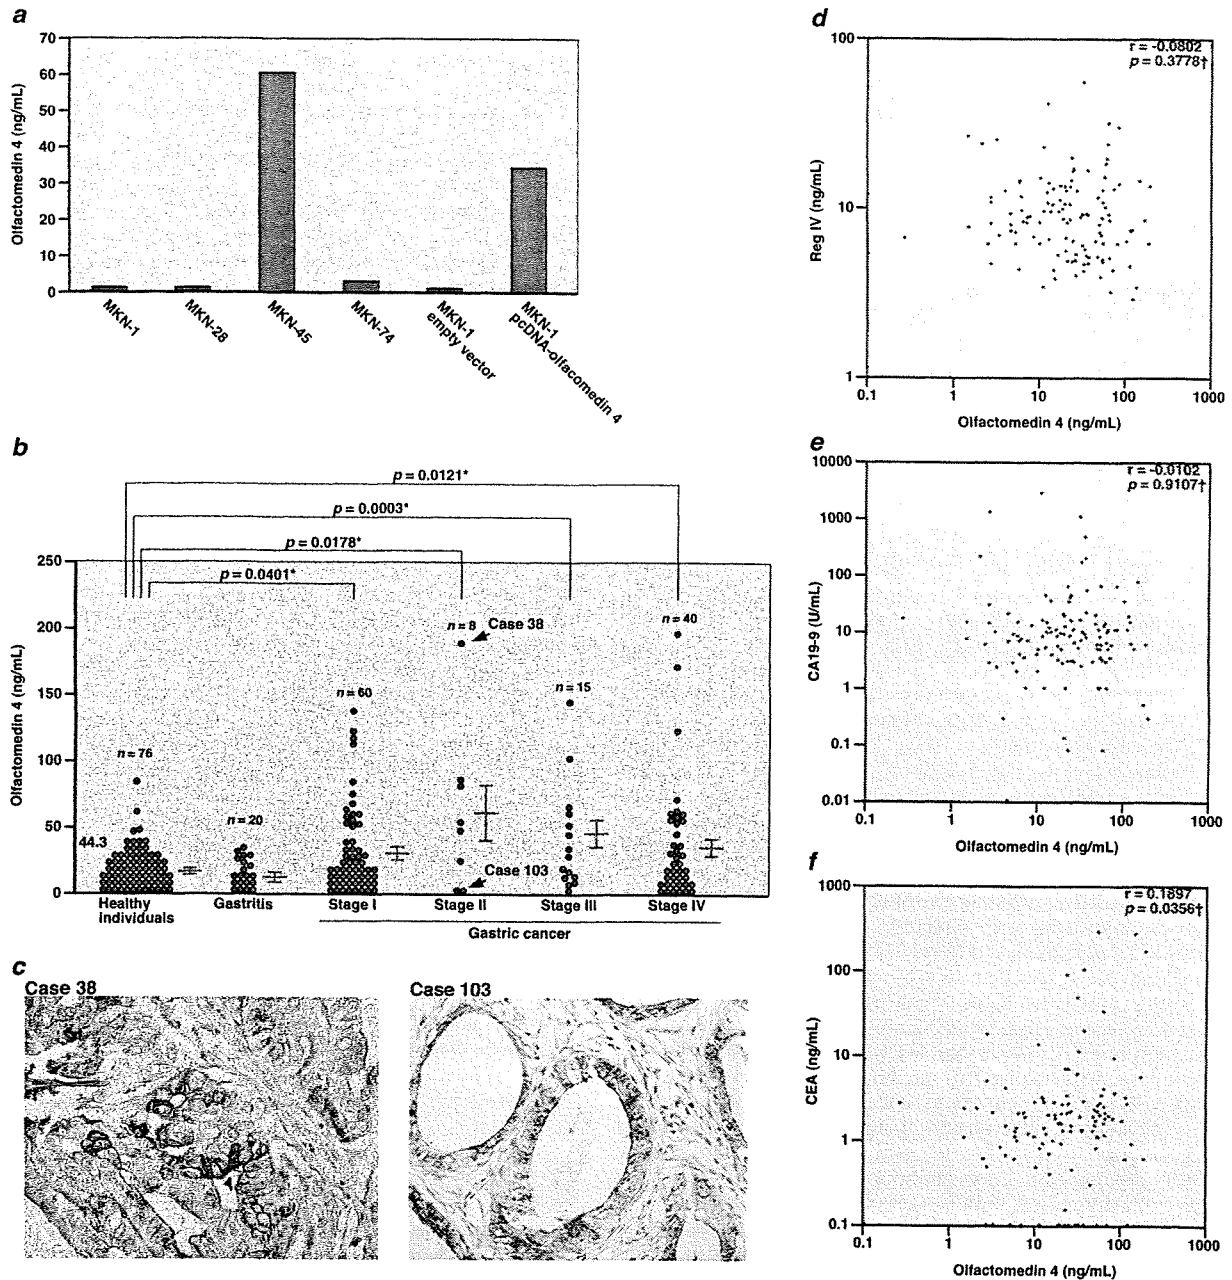 a
70
60
50
40
30
20
10
0
Olfactomedin 4 (ng/mL)
MKN-1
MKN-28
MKN-45
MKN-74
MKN-1
empty vector
MKN-1
pcDNA-olfacomedin 4
b
p = 0.0121*
p = 0.0003*
p = 0.0178*
p = 0.0401*
250
200
150
100
50
0
Olfactomedin 4 (ng/mL)
44.3
n = 76
n = 20
n = 60
n = 8
Case 38
Case 103
n = 15
n = 40
Healthy
individuals
Gastritis
Stage I
Stage II
Stage III
Stage IV
Gastric cancer
c
Case 38
Case 103
d
r = -0.0802
p = 0.3778†
100
10
1
Reg IV (ng/mL)
0.1
1
10
100
1000
Olfactomedin 4 (ng/mL)
e
r = -0.0102
p = 0.9107†
10000
1000
100
10
1
0.1
0.01
CA19-9 (U/mL)
0.1
1
10
100
1000
Olfactomedin 4 (ng/mL)
f
r = 0.1897
p = 0.0356†
1000
100
10
1
0.1
CEA (ng/mL)
0.1
1
10
100
1000
Olfactomedin 4 (ng/mL)